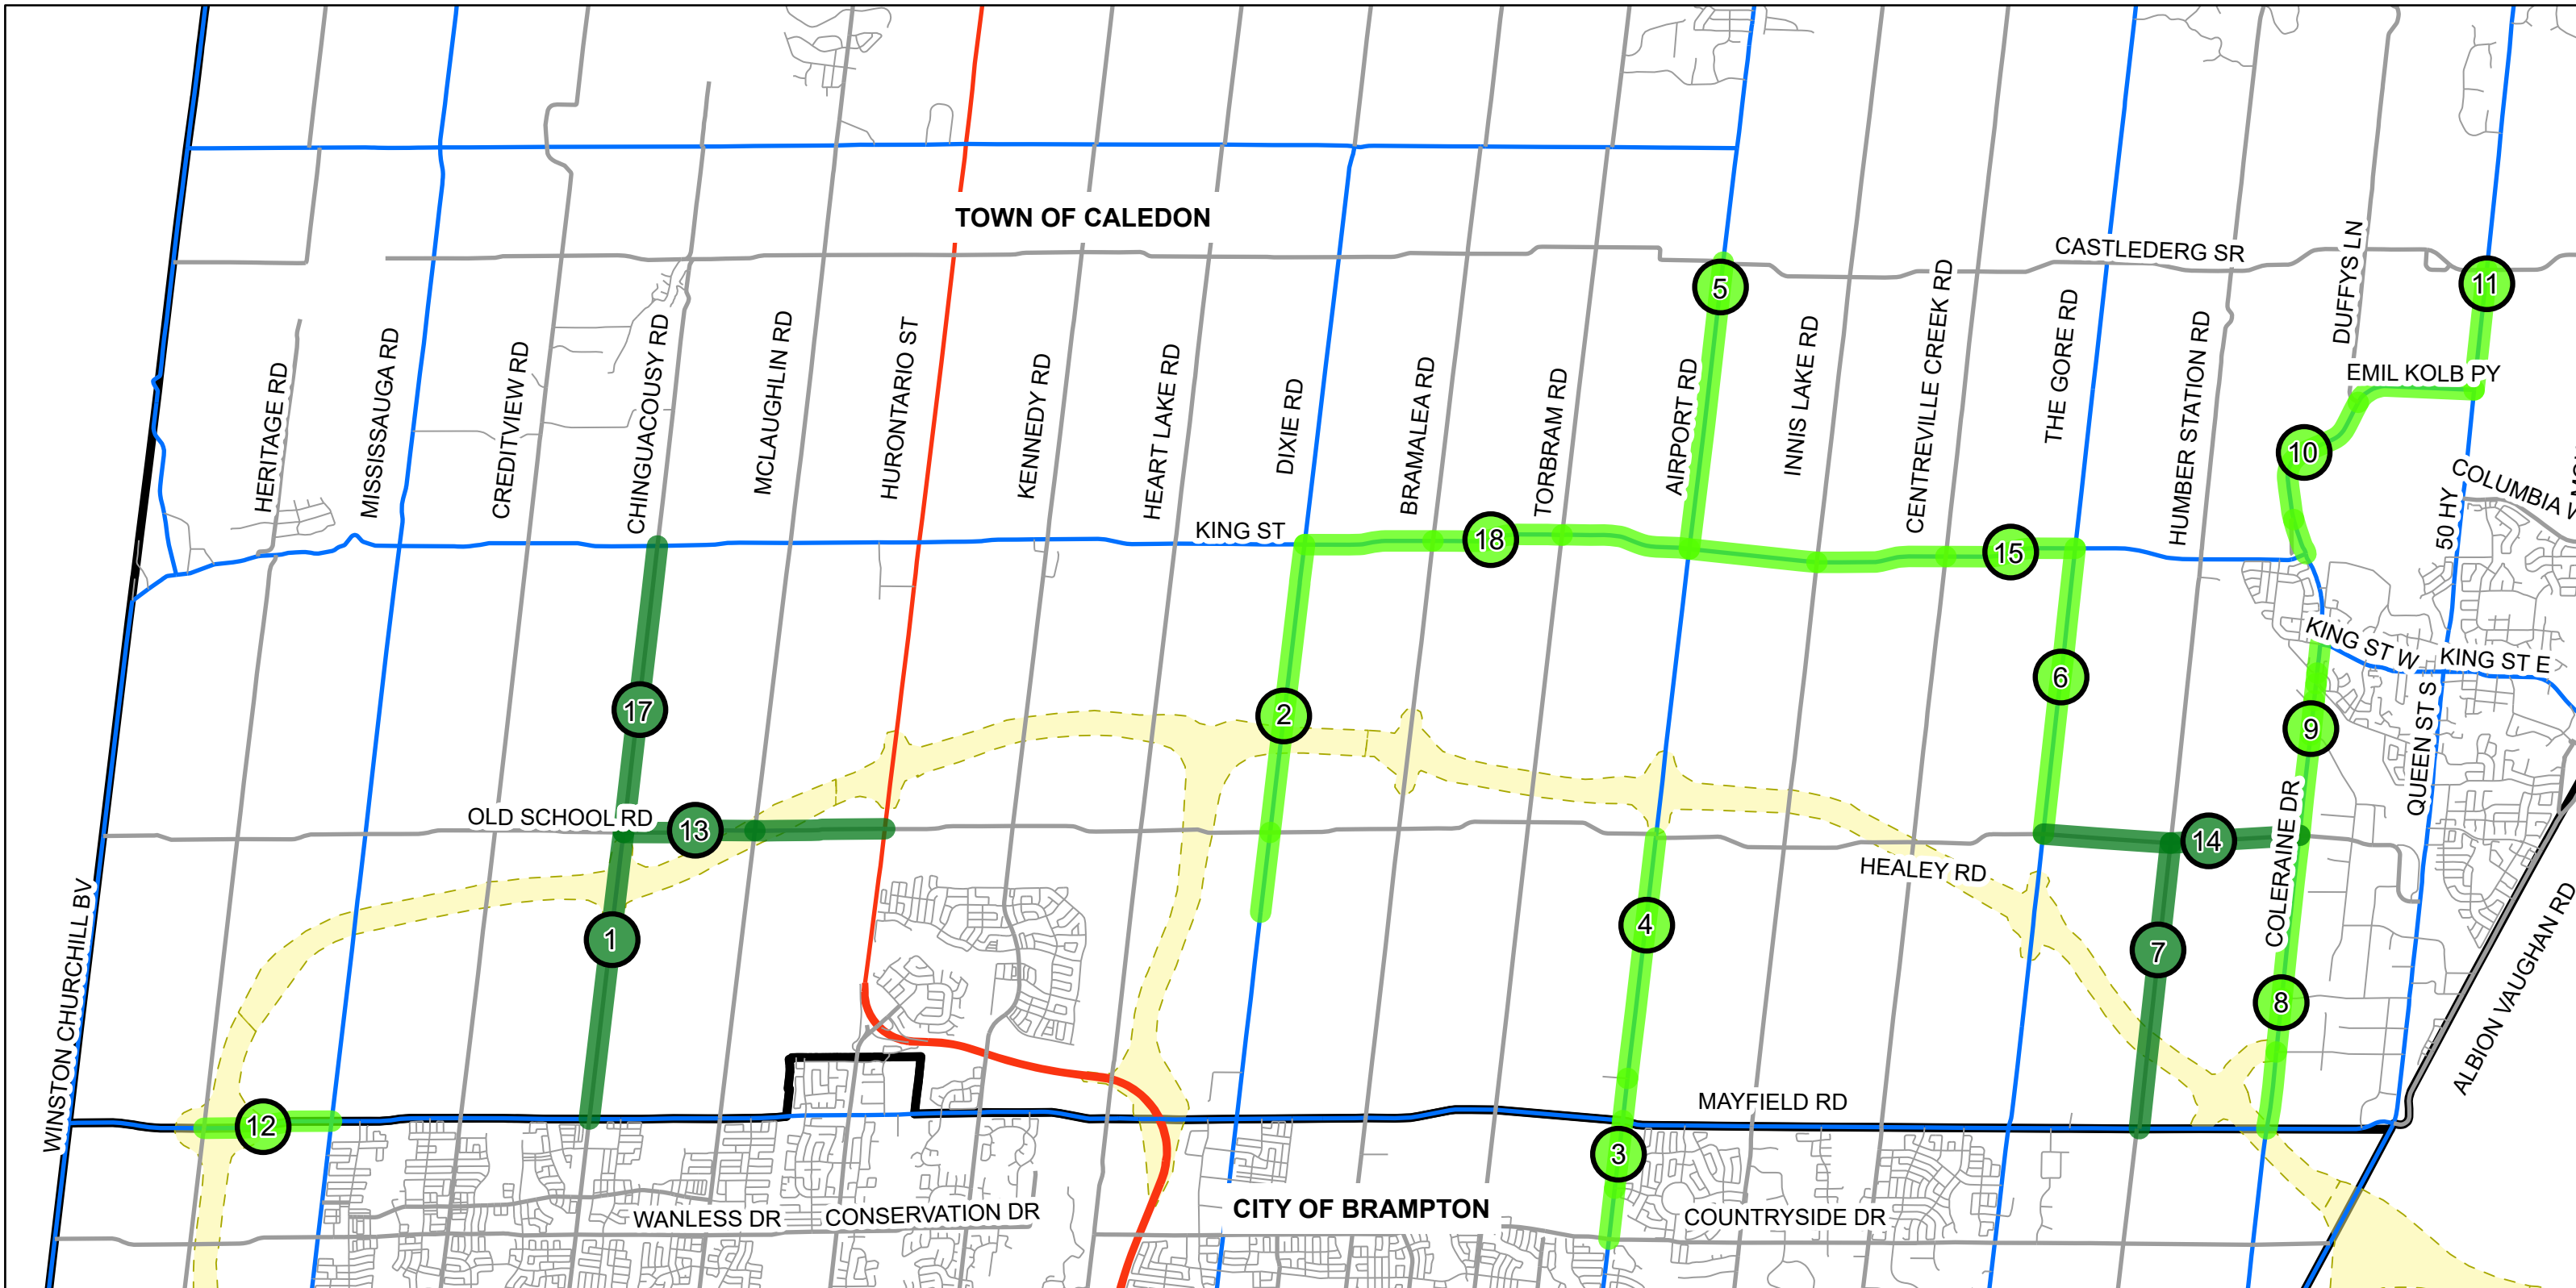 TOWN OF CALEDON
CASTLEDERG SR
DUFFYS LN
11
5
EMIL KOLB PY
HERITAGE RD
MISSISSAUGA RD
CREDITVIEW RD
CHINGUACOUSY RD
MCLAUGHLIN RD
HURONTARIO ST
KENNEDY RD
HEART LAKE RD
DIXIE RD
BRAMALEA RD
TORBRAM RD
AIRPORT RD
INNIS LAKE RD
CENTREVILLE CREEK RD
THE GORE RD
HUMBER STATION RD
10
COLUMBIA
50 HY
KING ST
18
15
KING ST W
KING ST E
6
17
2
9
QUEEN ST S
OLD SCHOOL RD
13
14
HEALEY RD
COLERAINE DR
1
4
7
8
ALBION VAUGHAN RD
WINSTON CHURCHILL BV
12
MAYFIELD RD
3
WANLESS DR
CONSERVATION DR
CITY OF BRAMPTON
COUNTRYSIDE DR